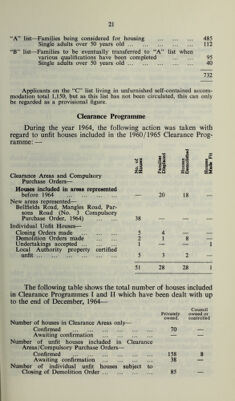 21
"A" list—Families being considered for housing ... ... ... 485
Single adults over 50 years old ... ... ... ... 112
"B" list—Families to be eventually transferred to "A" list when
various qualifications have been completed ... ... 95
Single adults over 50 years old ... ... ... ... 40
732
Applicants on the "C" list living in unfurnished self-contained accom-
modation total 1,159, but as this list has not been circulated, this can only
be regarded as a provisional figure.
Clearance Programme
During the year 1964, the following action was taken with
regard to unfit houses included in the 1960/1965 Clearance Prog-
ramme: —
No. of Houses
Families Displaced
Houses Demolished
Houses Made Fit
Clearance Areas and Compulsory
Purchase Orders—
Houses included in areas represented
before 1964 ... ... ... ... — 20 18 —
New areas represented—
Bellfields Road, Mangles Road, Par-
sons Road (No. 3 Compulsory
Purchase Order, 1964) ... ... 38 — — —
Individual Unfit Houses—
Closing Orders made ... ... ... 5 4 — —
Demolition Orders made ... ... 2 1 8 —
Undertakings accepted ... ... ... 1 — — 1
Local Authority property certified
unfit ... ... ... ... ... ... 5 3 2 —
51 28 28 1
The following table shows the total number of houses included
in Clearance Programmes I and II which have been dealt with up
to the end of December, 1964—
Privately owned
Council owned or controlled
Number of houses in Clearance Areas only—
Confirmed ... ... ... ... ... 70 —
Awaiting confirmation ... ... ... — —
Number of unfit houses included in Clearance
Areas/Compulsory Purchase Orders—
Confirmed ... ... ... ... ... 158 8
Awaiting confirmation ... ... ... 38 —
Number of individual unfit houses subject to
Closing of Demolition Order ... ... ... ... 85 —